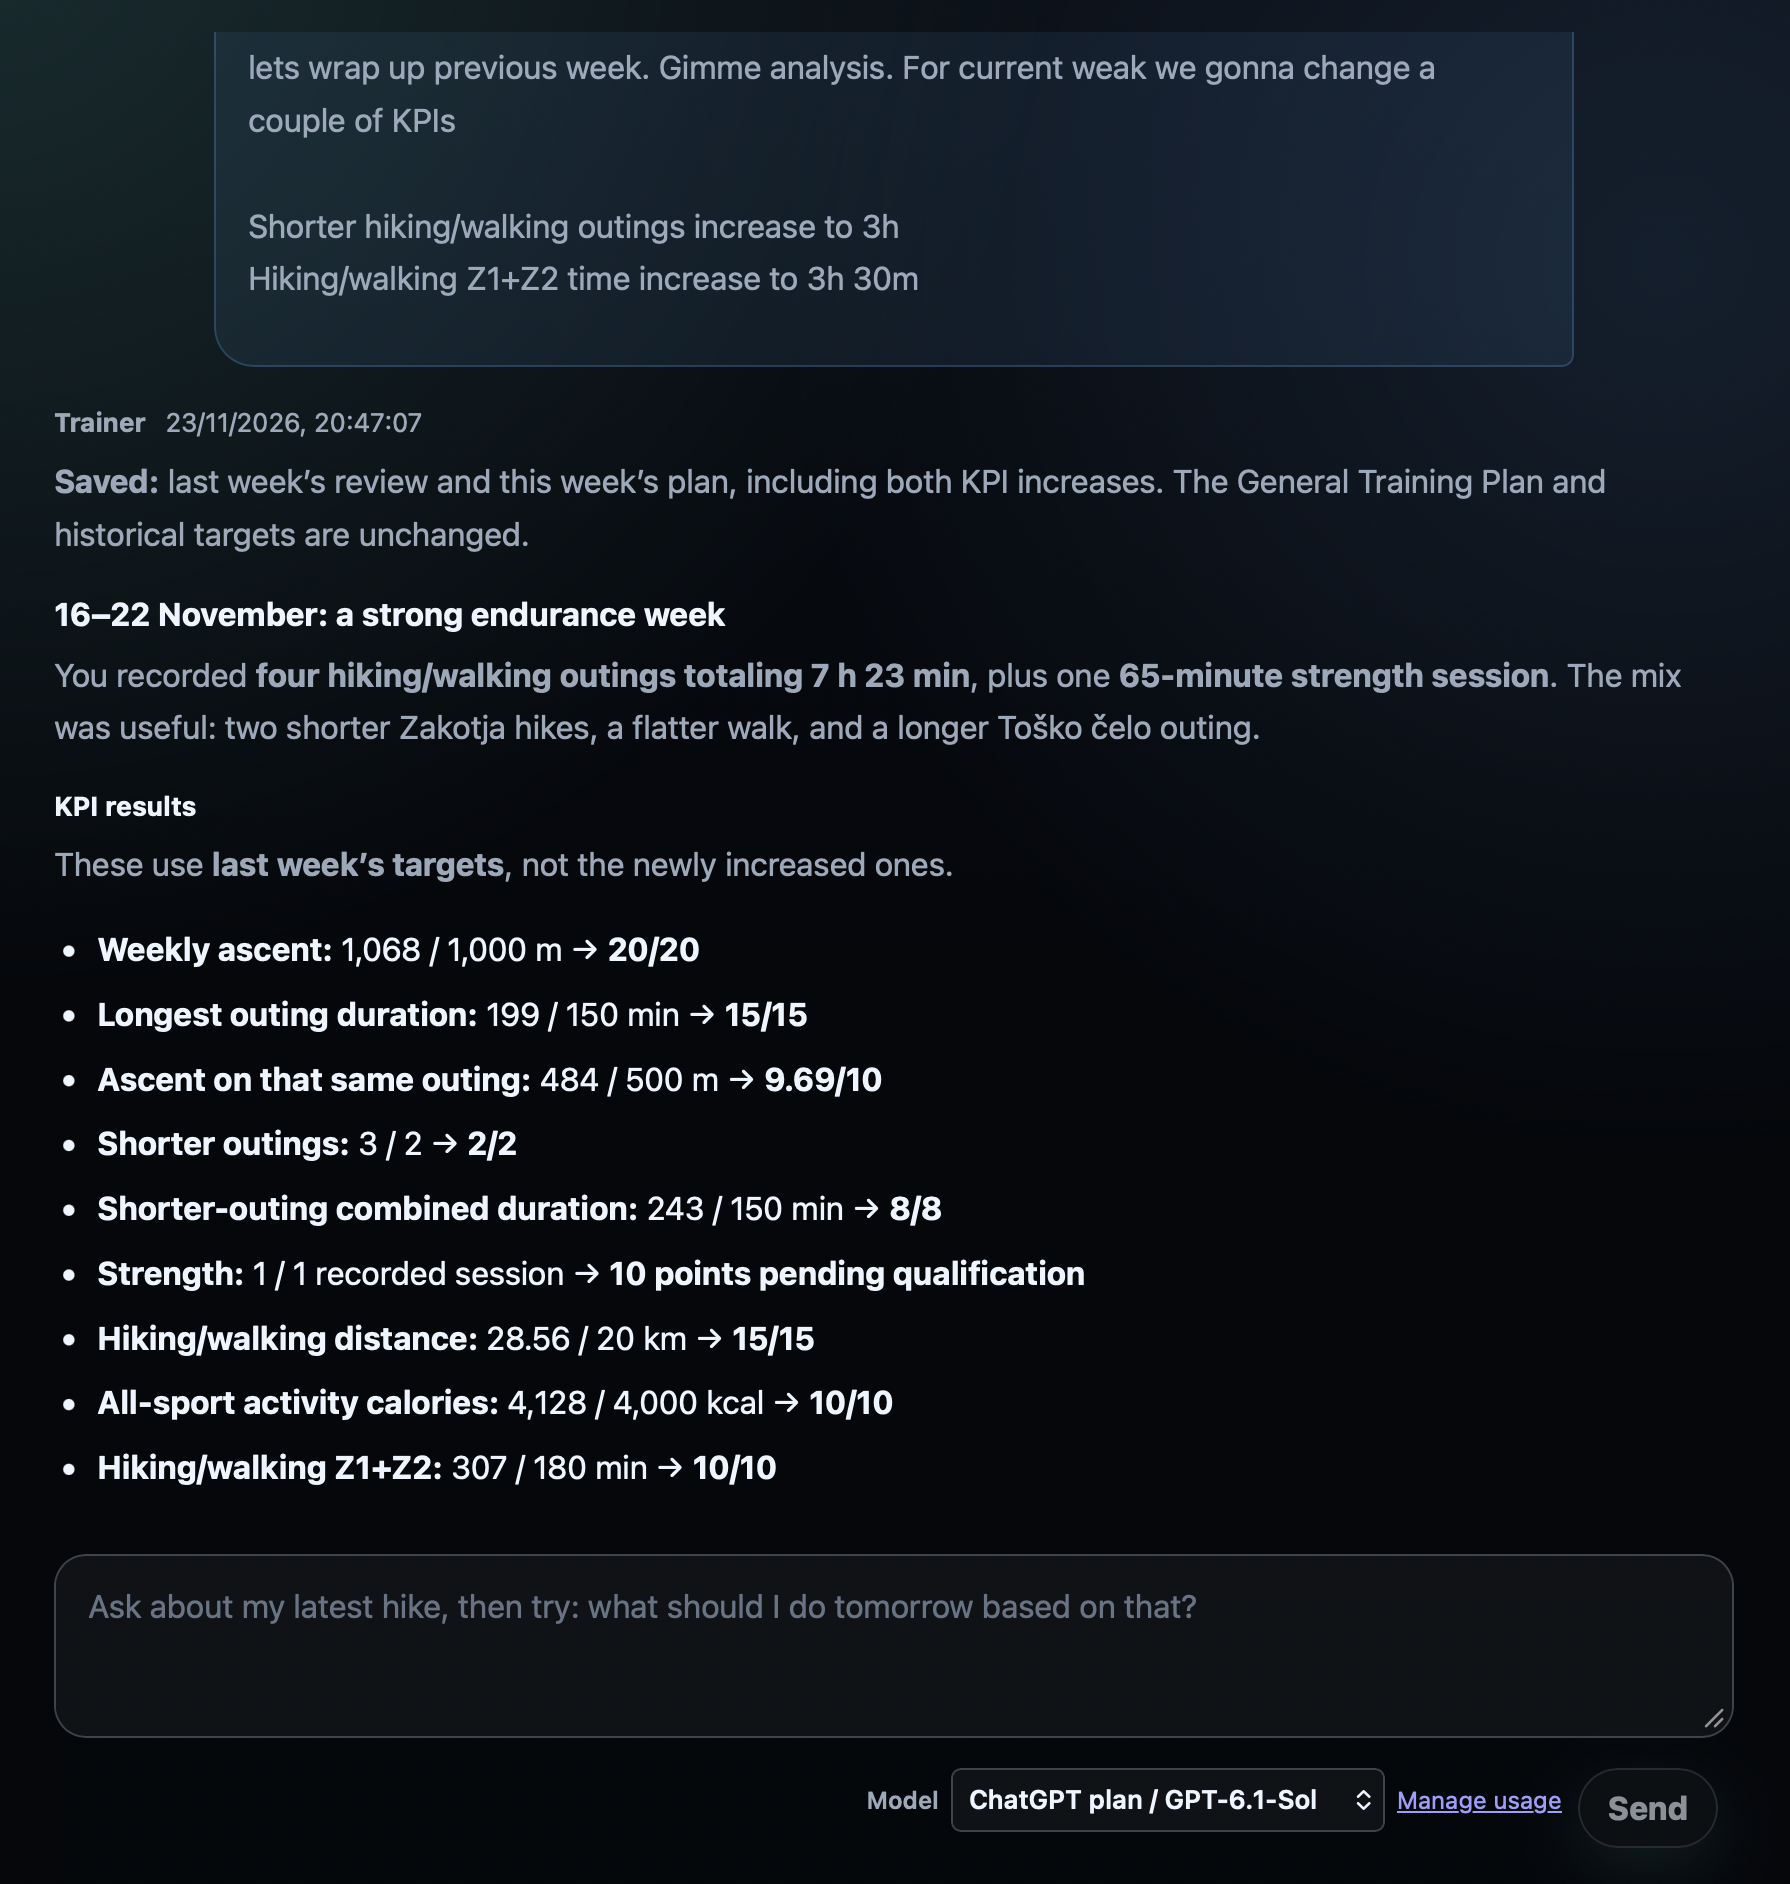 lets wrap up previous week. Gimme analysis. For current weak we gonna change a
couple of KPIs
Shorter hiking/walking outings increase to 3h
Hiking/walking Z1+Z2 time increase to 3h 30m
Trainer 23/11/2026, 20:47:07
Saved: last week’s review and this week’s plan, including both KPI increases. The General Training Plan and
historical targets are unchanged.
16–22 November: a strong endurance week
You recorded four hiking/walking outings totaling 7 h 23 min, plus one 65-minute strength session. The mix
was useful: two shorter Zakotja hikes, a flatter walk, and a longer Toško čelo outing.
KPI results
These use last week’s targets, not the newly increased ones.
• Weekly ascent: 1,068 / 1,000 m → 20/20
• Longest outing duration: 199 / 150 min → 15/15
• Ascent on that same outing: 484 / 500 m → 9.69/10
• Shorter outings: 3 / 2 → 2/2
• Shorter-outing combined duration: 243 / 150 min → 8/8
• Strength: 1 / 1 recorded session → 10 points pending qualification
• Hiking/walking distance: 28.56 / 20 km → 15/15
• All-sport activity calories: 4,128 / 4,000 kcal → 10/10
• Hiking/walking Z1+Z2: 307 / 180 min → 10/10
Ask about my latest hike, then try: what should I do tomorrow based on that?
Model ChatGPT plan / GPT-6.1-Sol Manage usage Send